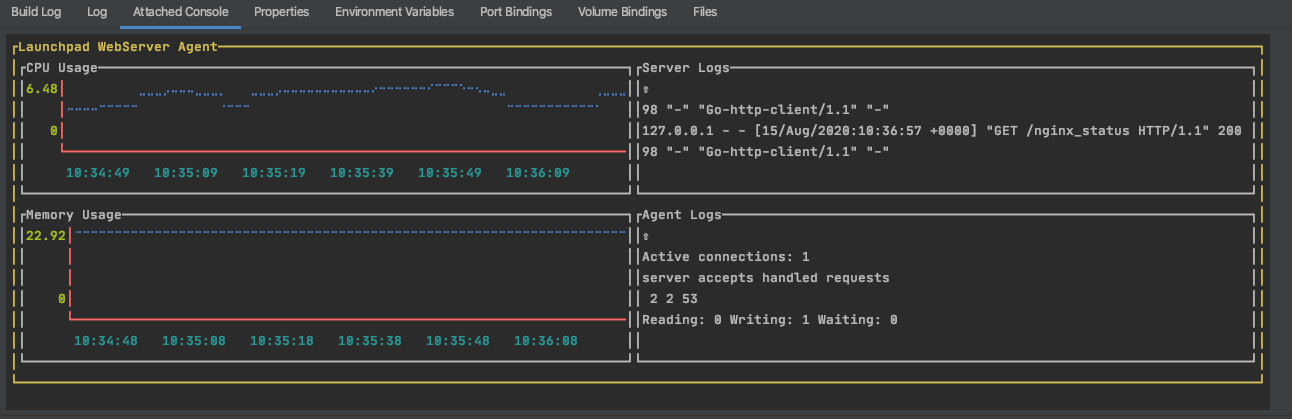 Build Log Log Attached Console Properties Environment Variables Port Bindings Volume Bindings Files
Launchpad WebServer Agent
CPU Usage
6.48
0
10:34:49 10:35:09 10:35:19 10:35:39 10:35:49 10:36:09
Server Logs
⇧
98 "-" "Go-http-client/1.1" "-"
127.0.0.1 - - [15/Aug/2020:10:36:57 +0000] "GET /nginx_status HTTP/1.1" 200
98 "-" "Go-http-client/1.1" "-"
Memory Usage
22.92
0
10:34:48 10:35:08 10:35:18 10:35:38 10:35:48 10:36:08
Agent Logs
⇧
Active connections: 1
server accepts handled requests
2 2 53
Reading: 0 Writing: 1 Waiting: 0